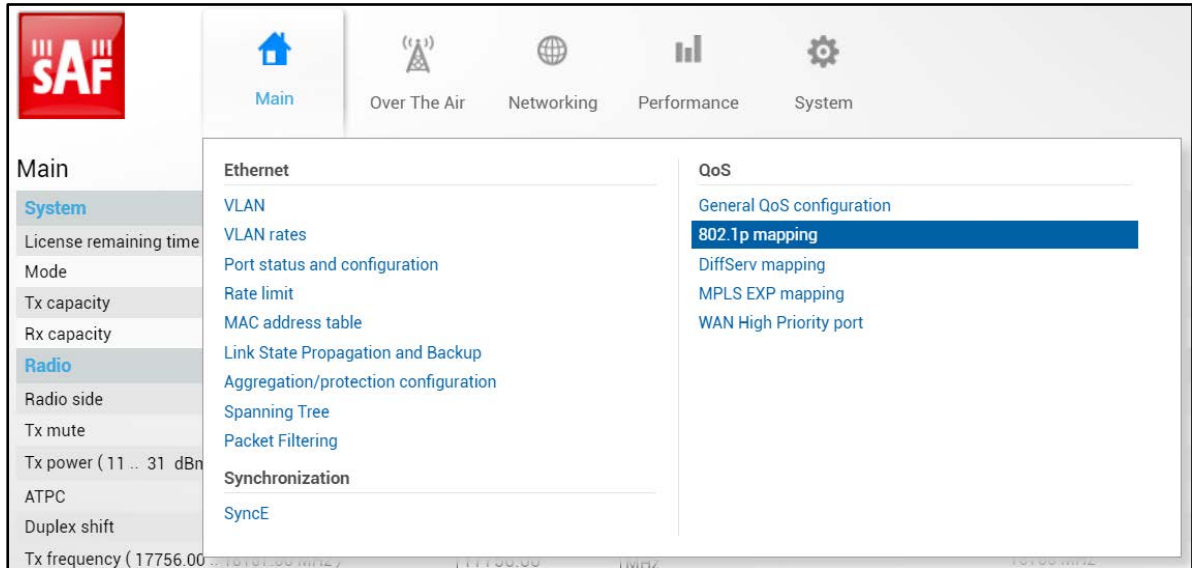 SAF
Main
Over The Air
Networking
Performance
System
Main
System
License remaining time
Mode
Tx capacity
Rx capacity
Radio
Radio side
Tx mute
Tx power ( 11 .. 31 dBm
ATPC
Duplex shift
Tx frequency ( 17756.00 ..
Ethernet
VLAN
VLAN rates
Port status and configuration
Rate limit
MAC address table
Link State Propagation and Backup
Aggregation/protection configuration
Spanning Tree
Packet Filtering
Synchronization
SyncE
QoS
General QoS configuration
802.1p mapping
DiffServ mapping
MPLS EXP mapping
WAN High Priority port